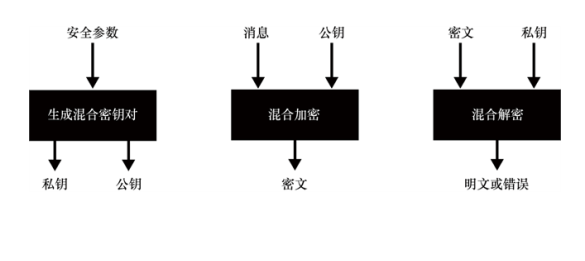 安全参数
消息 公钥
密文 私钥
生成混合密钥对
混合加密
混合解密
私钥 公钥
密文
明文或错误